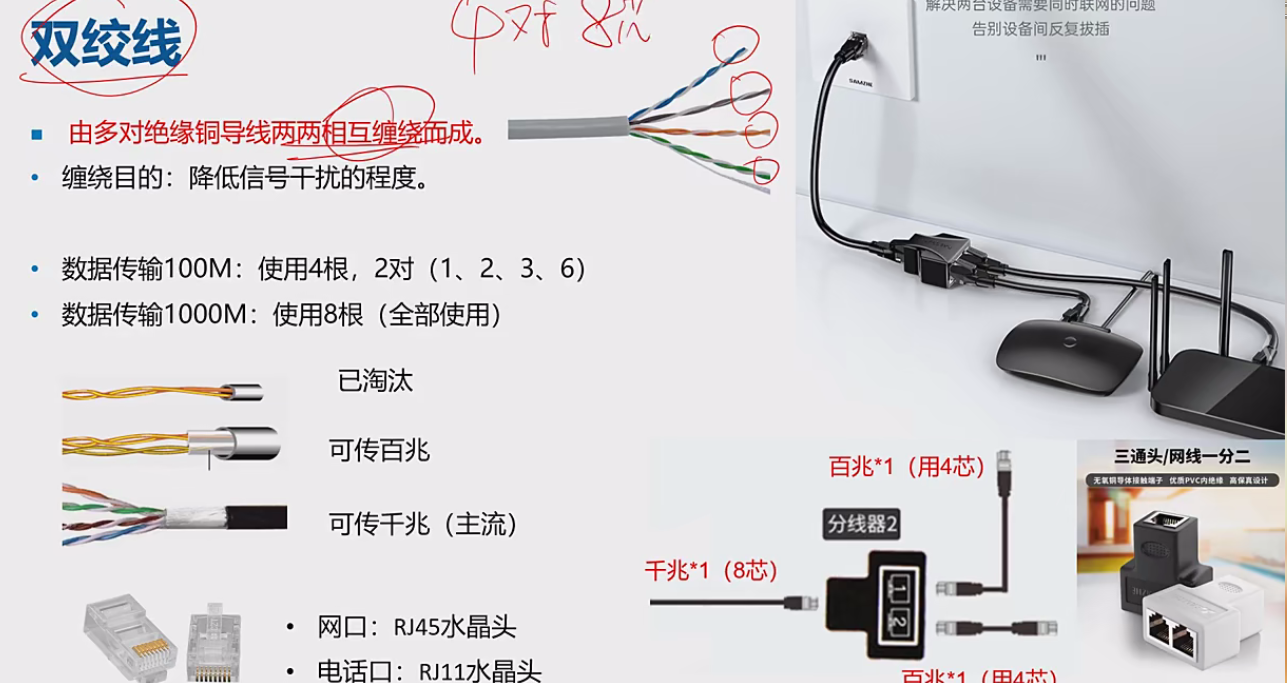 双绞线
4对 8芯
由多对绝缘铜导线两两相互缠绕而成。
缠绕目的：降低信号干扰的程度。
数据传输100M：使用4根，2对（1、2、3、6）
数据传输1000M：使用8根（全部使用）
已淘汰
可传百兆
可传千兆（主流）
网口：RJ45水晶头
电话口：RJ11水晶头
解决两台设备需要同时联网的问题
告别设备间反复拔插
百兆*1（用4芯）
分线器2
千兆*1（8芯）
1
2
百兆*1（用4芯）
三通头/网线一分二
无氧铜导体接触端子 优质PVC内绝缘 高保真设计